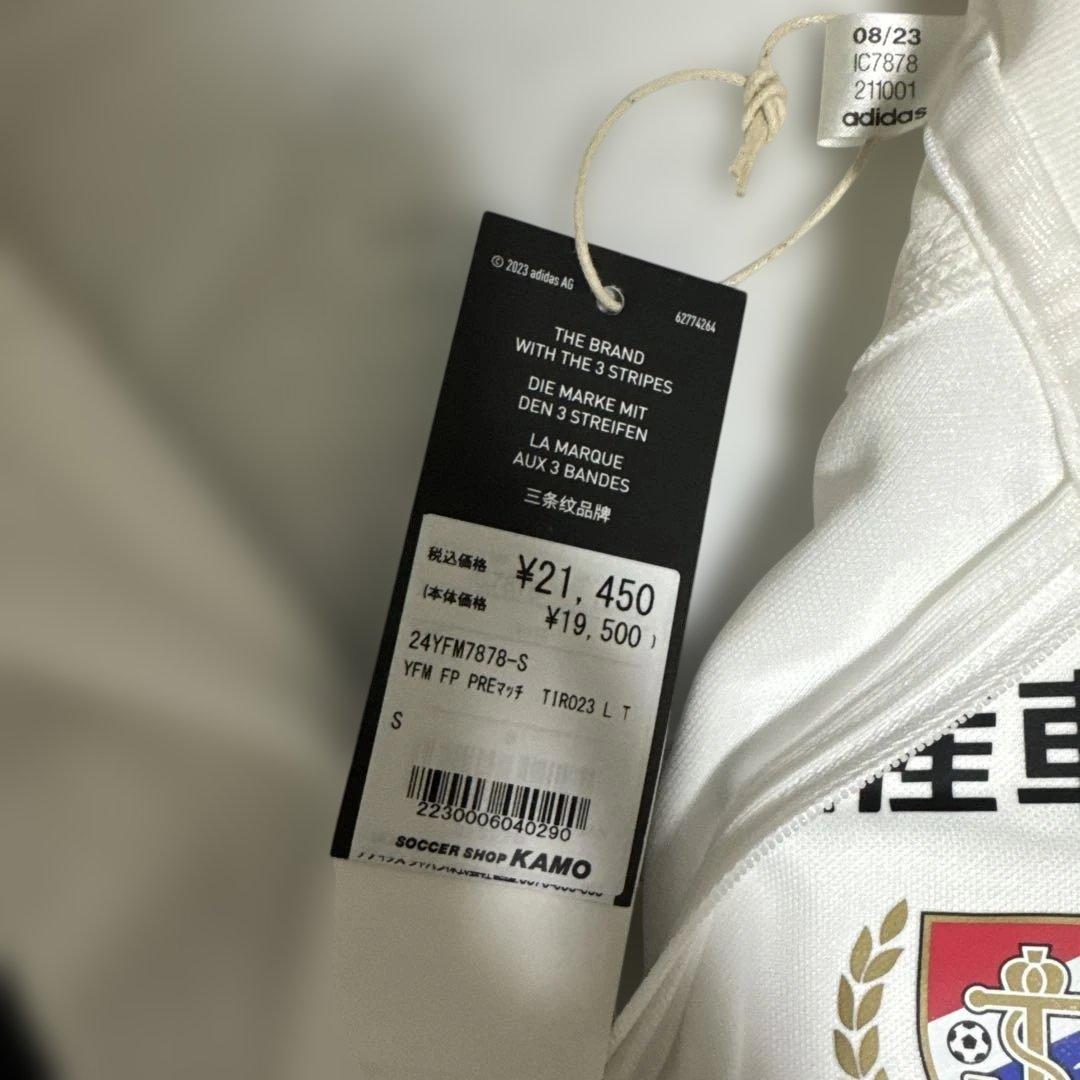 08/23
IC7878
211001
adidas
© 2023 adidas AG
62774264
THE BRAND
WITH THE 3 STRIPES
DIE MARKE MIT
DEN 3 STREIFEN
LA MARQUE
AUX 3 BANDES
三条纹品牌
税込価格 ¥21,450
(本体価格 ¥19,500)
24YFM7878-S
YFM FP PREﾏｯﾁ TIRO23 L T
S
2230006040290
SOCCER SHOP KAMO
産車